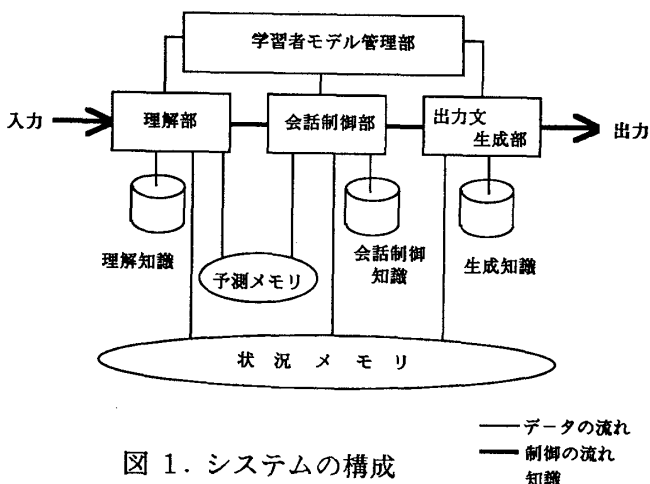 学習者モデル管理部
入力
理解部
会話制御部
出力文
生成部
出力
理解知識
予測メモリ
会話制御
知識
生成知識
状況メモリ
データの流れ
制御の流れ
知識
図 1. システムの構成